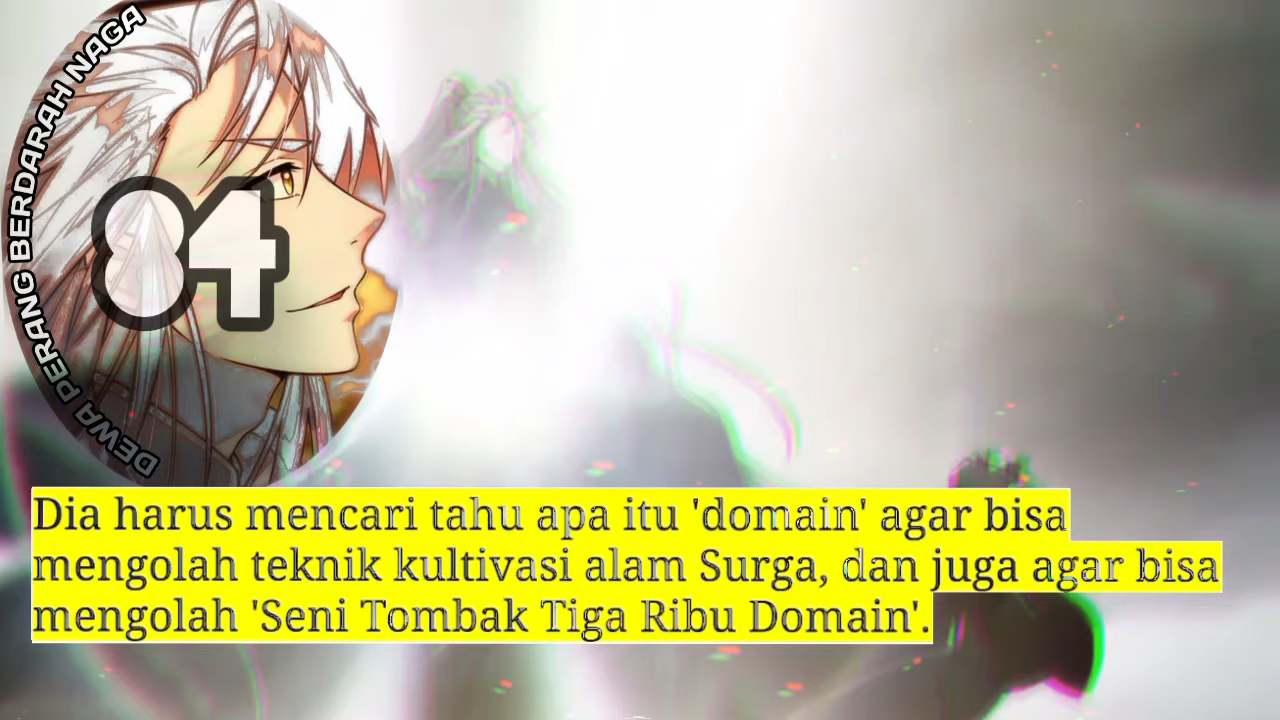 DEWA PERANG BERDARAH NAGA
84
Dia harus mencari tahu apa itu 'domain' agar bisa
mengolah teknik kultivasi alam Surga, dan juga agar bisa
mengolah 'Seni Tombak Tiga Ribu Domain'.